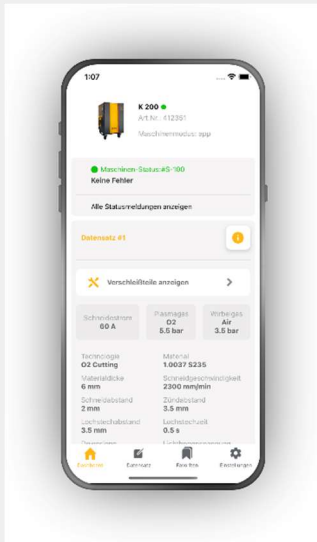 1:07
K 200
Art.Nr.: 412391
Maschinenmodus: app
Maschinen-Status:#S-100
Keine Fehler
Alle Statusmeldungen anzeigen
Datensatz #1
Verschleißteile anzeigen
Schneidestrom
60 A
Plasmagas
O2
5.5 bar
Wirbelgas
Air
3.5 bar
Technologie
O2 Cutting
Material
1.0037 S235
Materialdicke
6 mm
Schneidgeschwindigkeit
2300 mm/min
Schneidabstand
2 mm
Zündabstand
3.5 mm
Lochstechabstand
3.5 mm
Lochstechzeit
0.5 s
Datensatz
Favoriten
Einstellungen